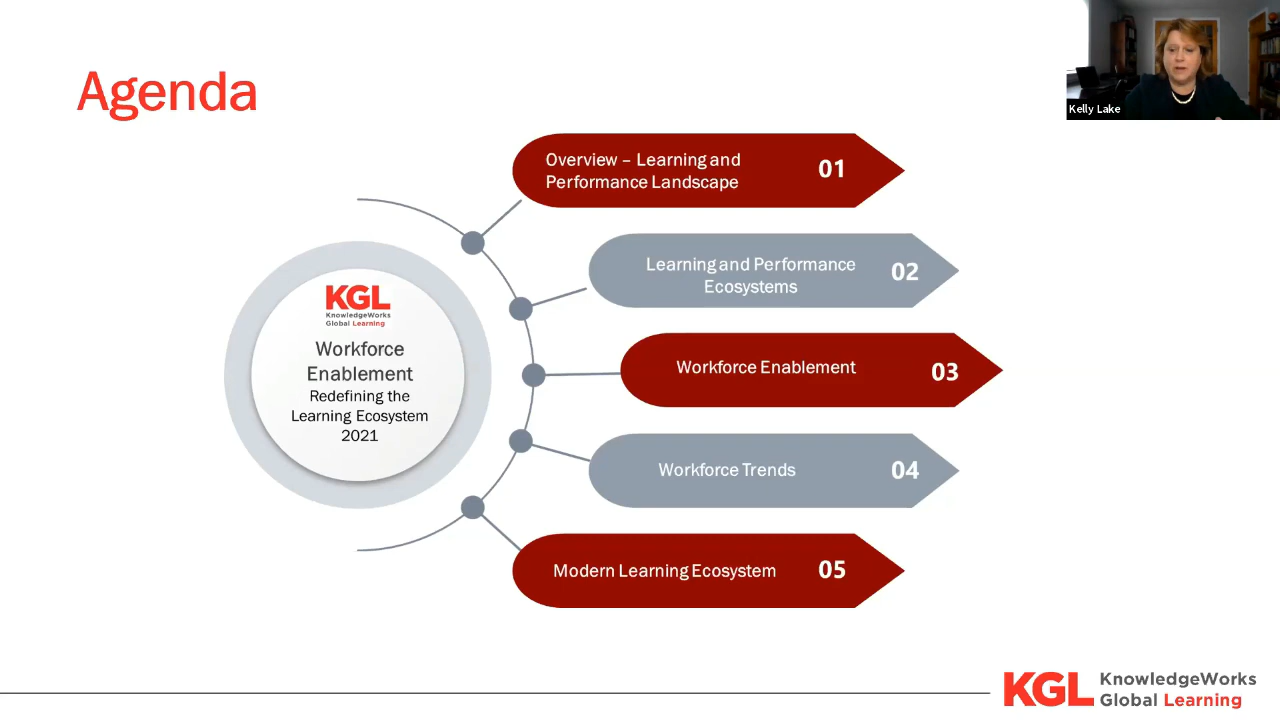 Agenda
Kelly Lake
Overview – Learning and
Performance Landscape
01
Learning and Performance
Ecosystems
02
Workforce Enablement
03
Workforce Trends
04
Modern Learning Ecosystem
05
KGL
KnowledgeWorks
Global Learning
Workforce
Enablement
Redefining the
Learning Ecosystem
2021
KGL
KnowledgeWorks
Global Learning